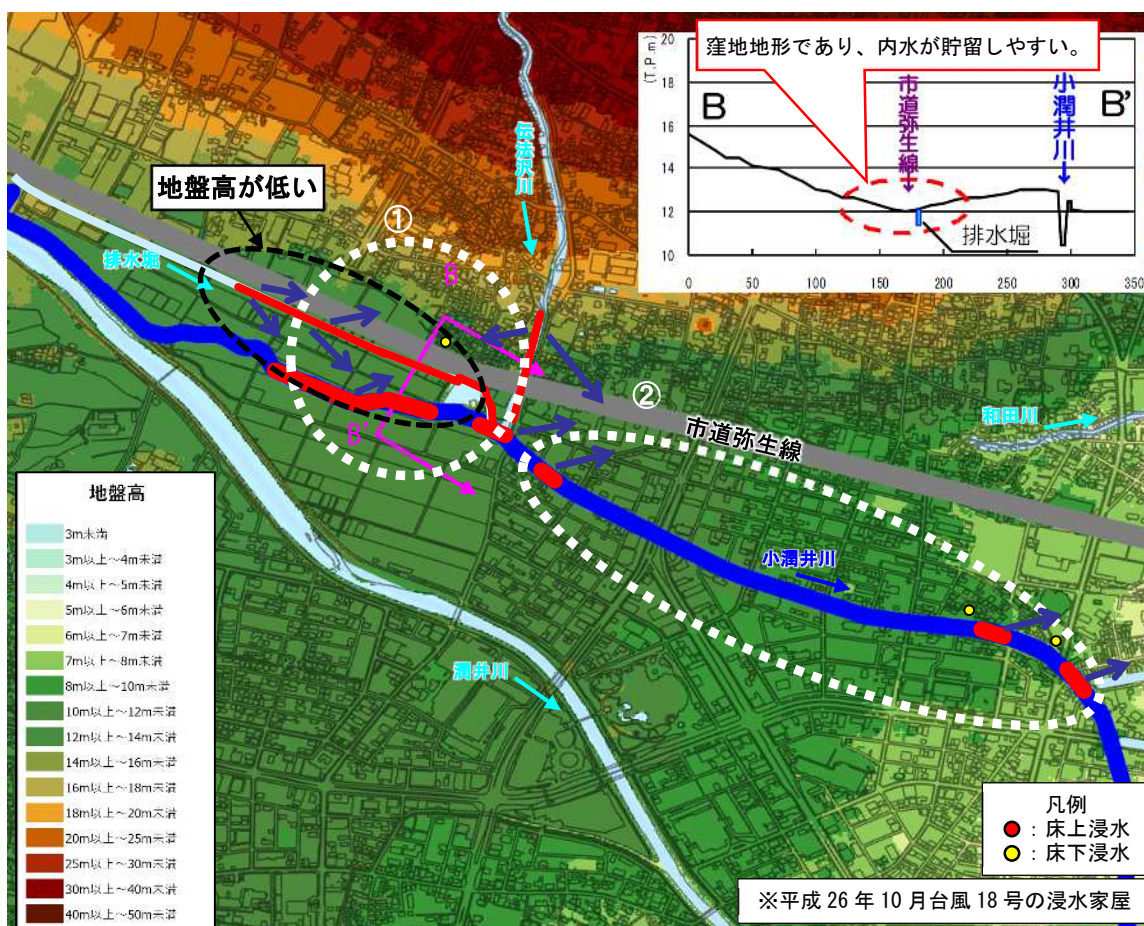 窪地地形であり、内水が貯留しやすい。
(T.P.m)
20
18
16
14
12
10
B
B'
市道弥生線
小潤井川
排水堀
0
50
100
150
200
250
300
350
伝法沢川
地盤高が低い
①
排水堀
B
B'
②
市道弥生線
和田川
小潤井川
潤井川
地盤高
3m未満
3m以上～4m未満
4m以上～5m未満
5m以上～6m未満
6m以上～7m未満
7m以上～8m未満
8m以上～10m未満
10m以上～12m未満
12m以上～14m未満
14m以上～16m未満
16m以上～18m未満
18m以上～20m未満
20m以上～25m未満
25m以上～30m未満
30m以上～40m未満
40m以上～50m未満
凡例
：床上浸水
：床下浸水
※平成 26 年 10 月台風 18 号の浸水家屋